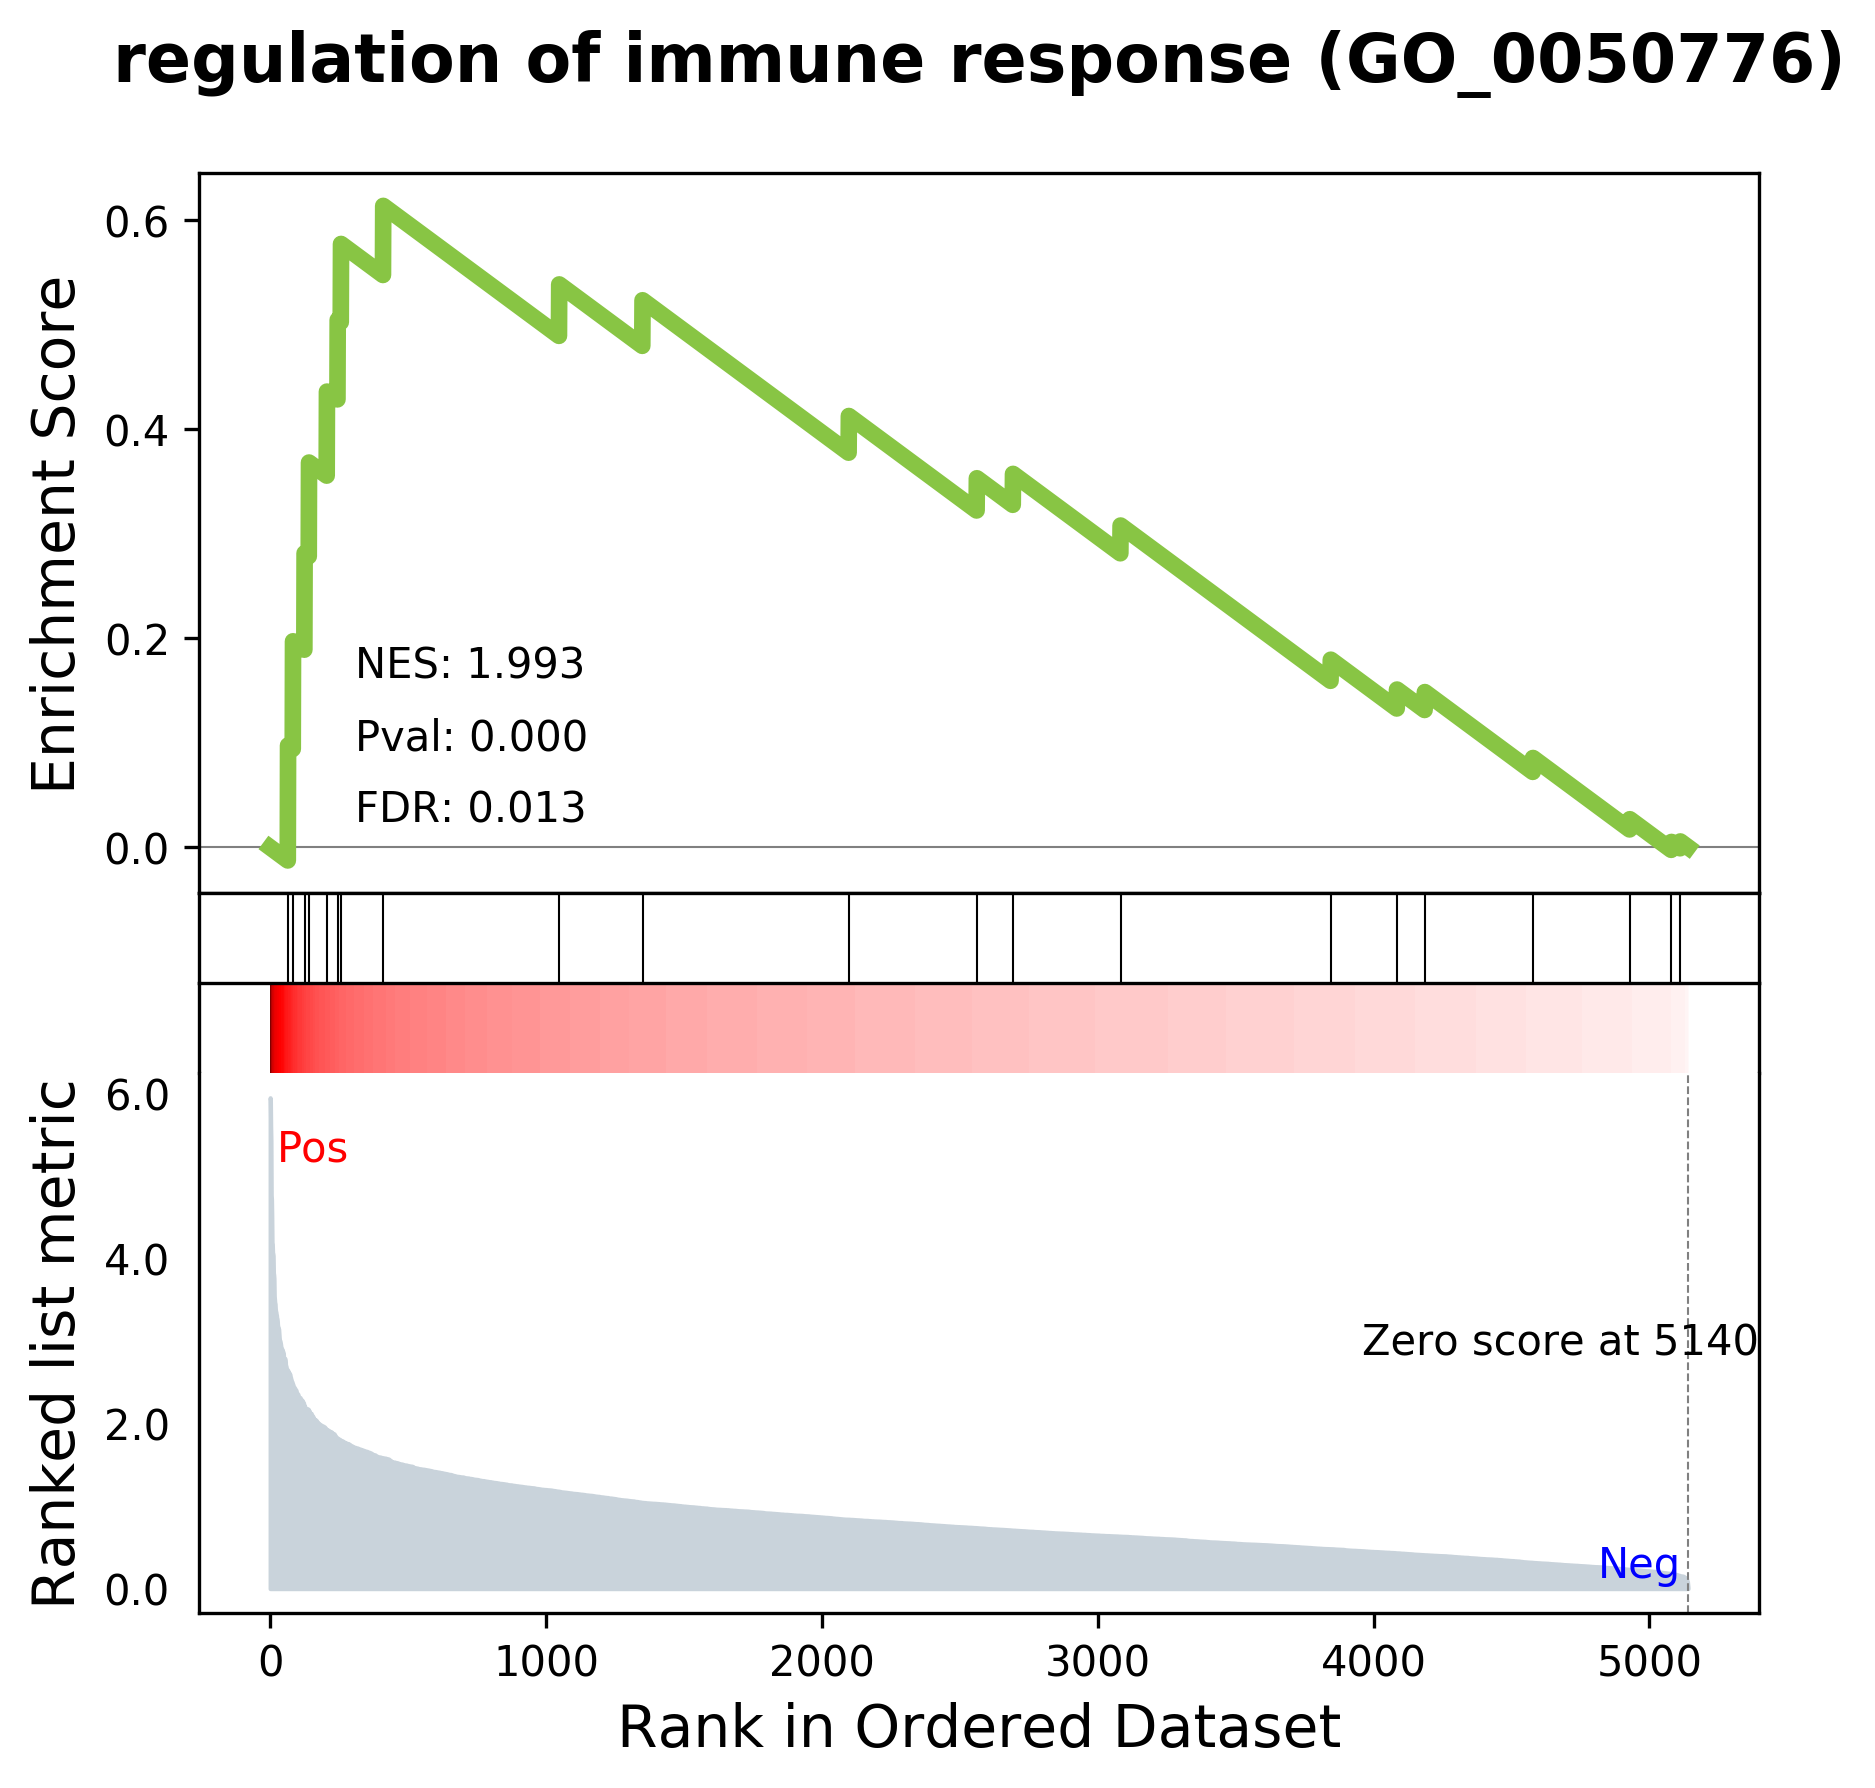 regulation of immune response (GO_0050776)
Enrichment Score
0.6
0.4
0.2
0.0
NES: 1.993
Pval: 0.000
FDR: 0.013
Ranked list metric
6.0
4.0
2.0
0.0
Pos
Zero score at 5140
Neg
0 1000 2000 3000 4000 5000
Rank in Ordered Dataset